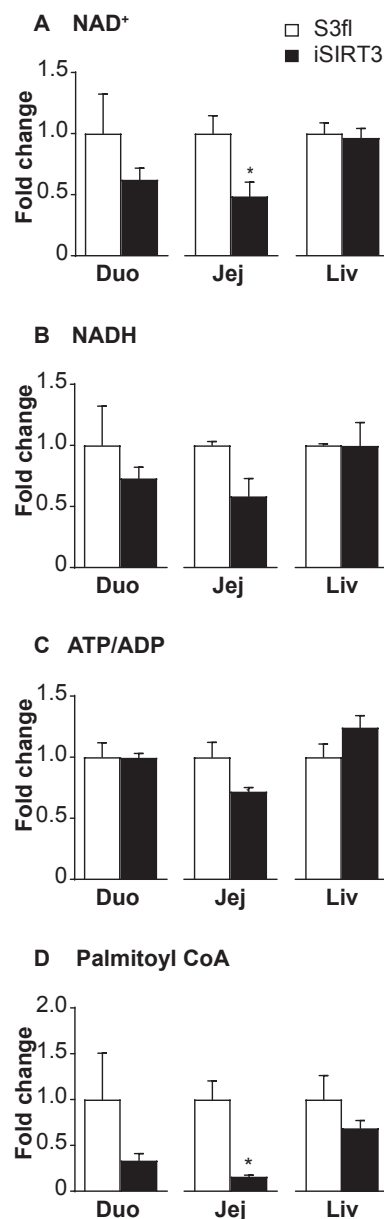 A NAD⁺
S3fl
iSIRT3
Fold change
1.5
1.0
0.5
0
*
Duo Jej Liv
B NADH
Fold change
1.5
1.0
0.5
0
Duo Jej Liv
C ATP/ADP
Fold change
1.5
1.0
0.5
0
Duo Jej Liv
D Palmitoyl CoA
Fold change
2.0
1.5
1.0
0.5
0
*
Duo Jej Liv